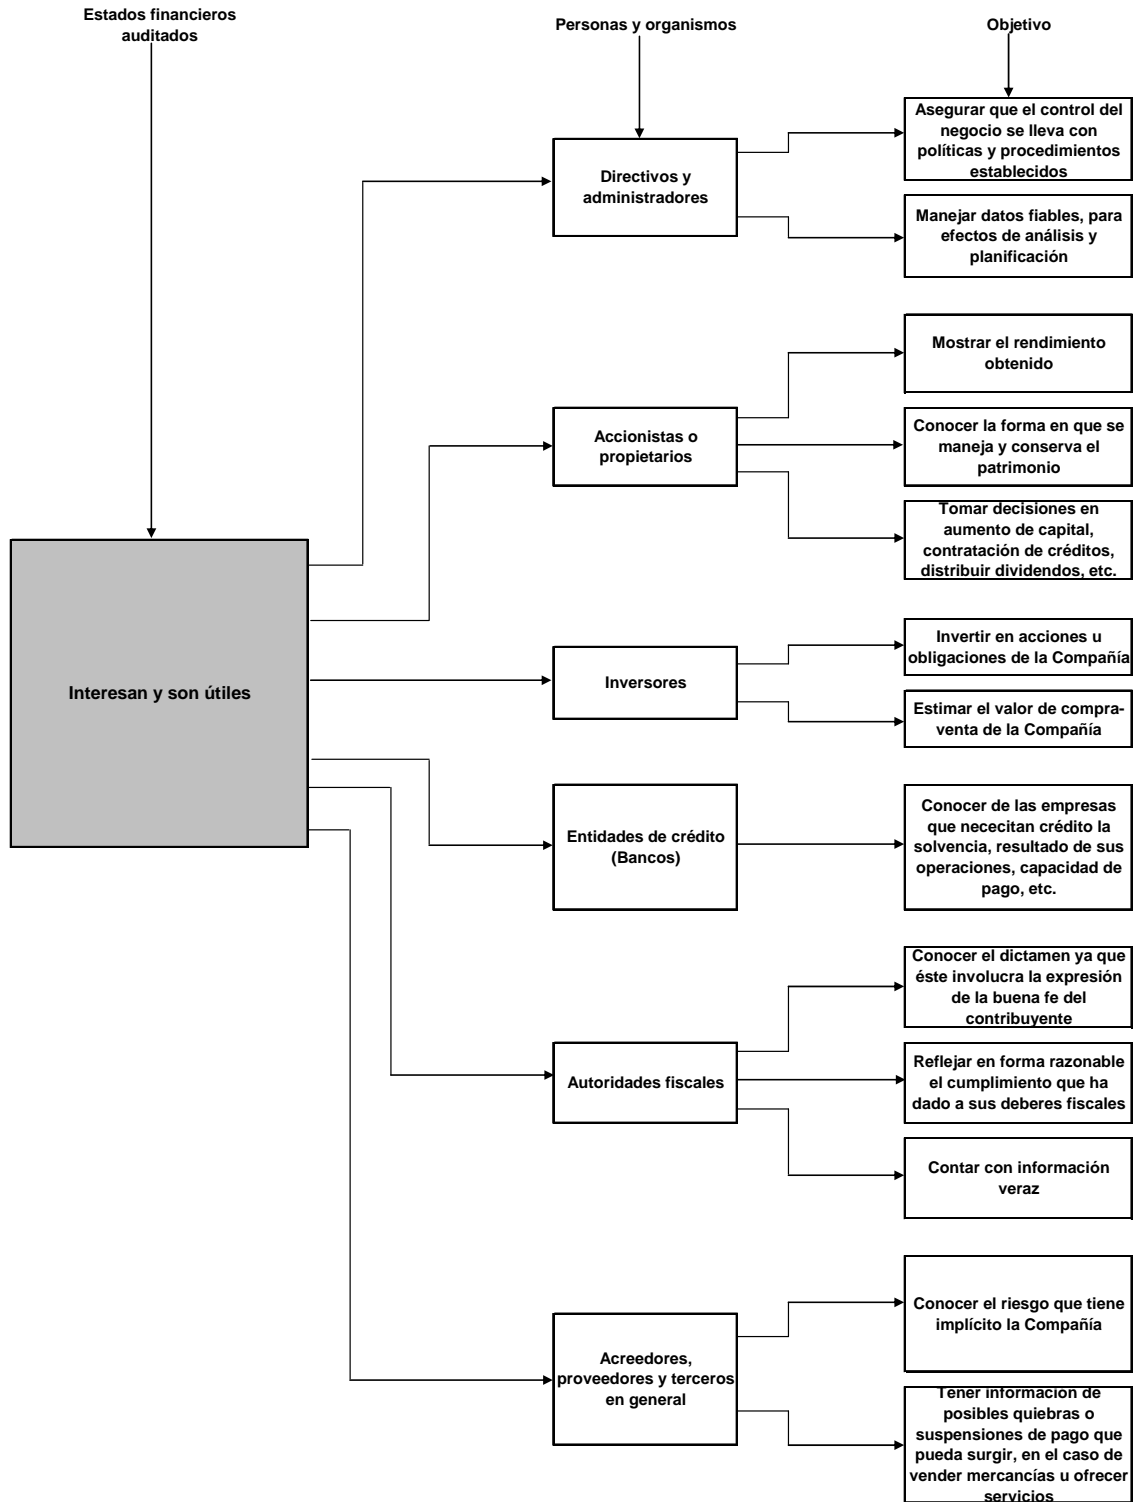 Estados financieros
auditados
Personas y organismos
Objetivo
Asegurar que el control del
negocio se lleva con
políticas y procedimientos
establecidos
Directivos y
administradores
Manejar datos fiables, para
efectos de análisis y
planificación
Mostrar el rendimiento
obtenido
Accionistas o
propietarios
Conocer la forma en que se
maneja y conserva el
patrimonio
Tomar decisiones en
aumento de capital,
contratación de créditos,
distribuir dividendos, etc.
Interesan y son útiles
Invertir en acciones u
obligaciones de la Compañía
Inversores
Estimar el valor de compra-
venta de la Compañía
Entidades de crédito
(Bancos)
Conocer de las empresas
que nececitan crédito la
solvencia, resultado de sus
operaciones, capacidad de
pago, etc.
Conocer el dictamen ya que
éste involucra la expresión
de la buena fe del
contribuyente
Autoridades fiscales
Reflejar en forma razonable
el cumplimiento que ha
dado a sus deberes fiscales
Contar con información
veraz
Conocer el riesgo que tiene
implícito la Compañía
Acreedores,
proveedores y terceros
en general
Tener información de
posibles quiebras o
suspensiones de pago que
pueda surgir, en el caso de
vender mercancías u ofrecer
servicios